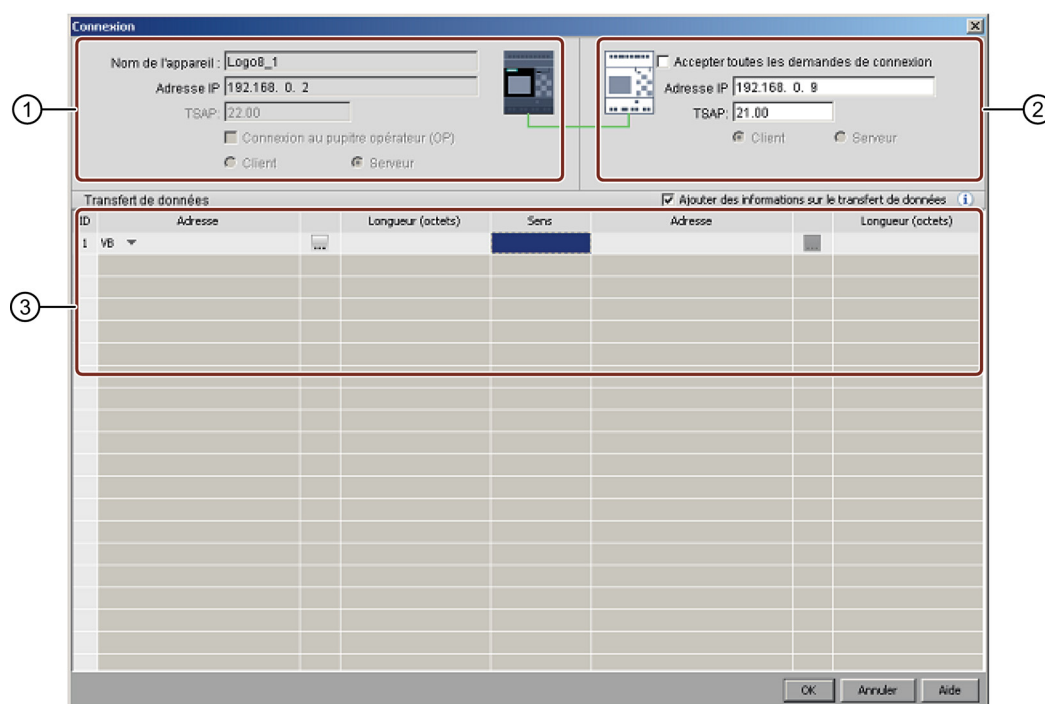 Connexion
Nom de l'appareil : Logo8_1
Adresse IP 192.168. 0. 2
TSAP: 22.00
Connexion au pupitre opérateur (OP)
Client Serveur
1
Accepter toutes les demandes de connexion
Adresse IP 192.168. 0. 9
TSAP: 21.00
Client Serveur
2
Transfert de données Ajouter des informations sur le transfert de données i
ID Adresse Longueur (octets) Sens Adresse Longueur (octets)
1 VB ... ...
3
OK Annuler Aide